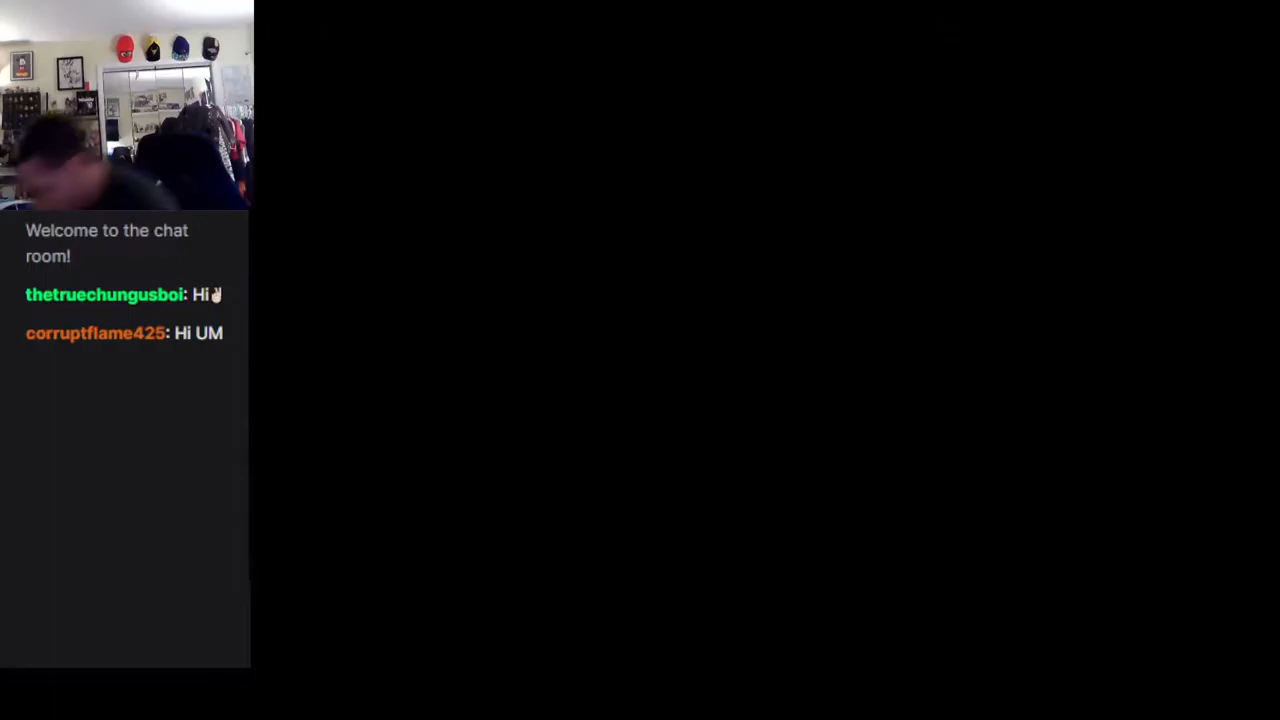 Welcome to the chat
room!
thetruechungusboi: Hi✌🏻
corruptflame425: Hi UM